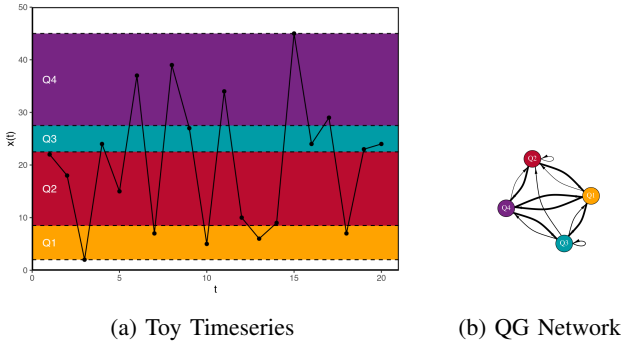 50
40
30
20
10
0
x(t)
Q4
Q3
Q2
Q1
0 5 10 15 20
t
Q2
Q1
Q4
Q3
(a) Toy Timeseries
(b) QG Network